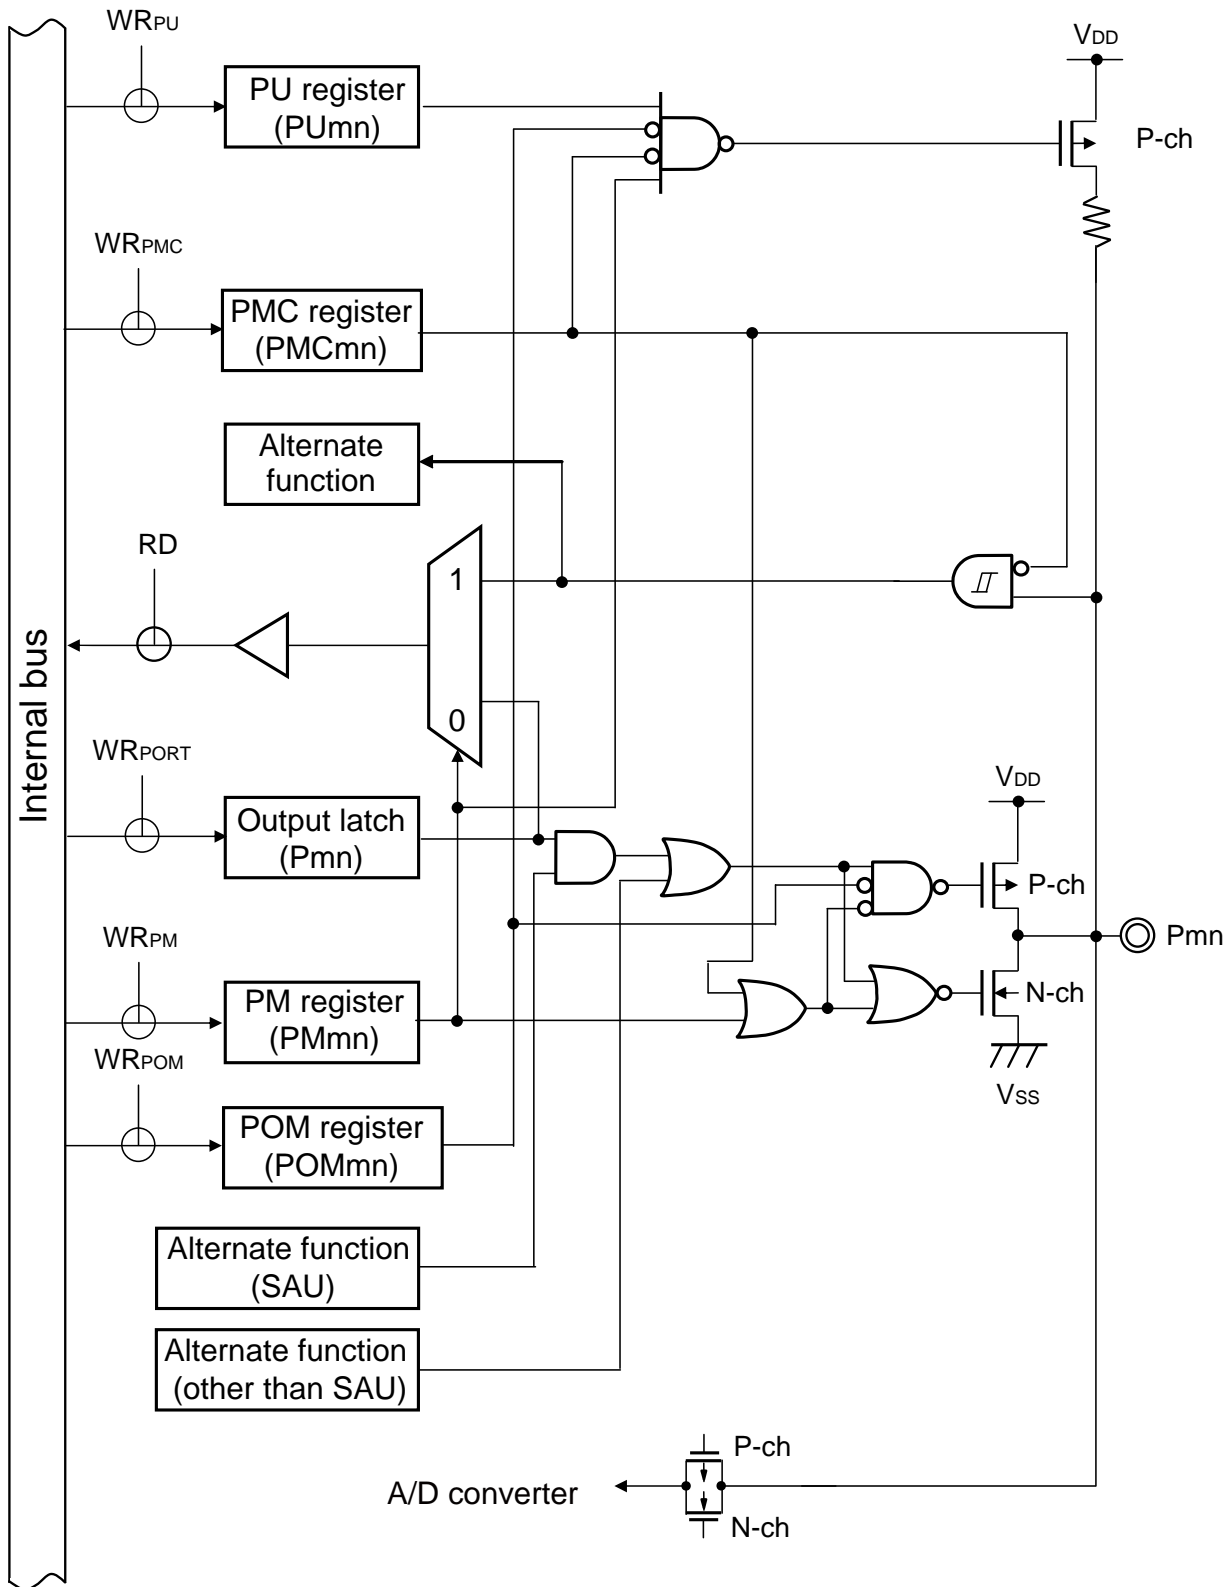 WRPU
VDD
PU register
(PUmn)
P-ch
WRPMC
PMC register
(PMCmn)
Alternate
function
RD
1
Internal bus
0
WRPORT
VDD
Output latch
(Pmn)
P-ch
WRPM
Pmn
PM register
(PMmn)
N-ch
WRPOM
VSS
POM register
(POMmn)
Alternate function
(SAU)
Alternate function
(other than SAU)
P-ch
A/D converter
N-ch